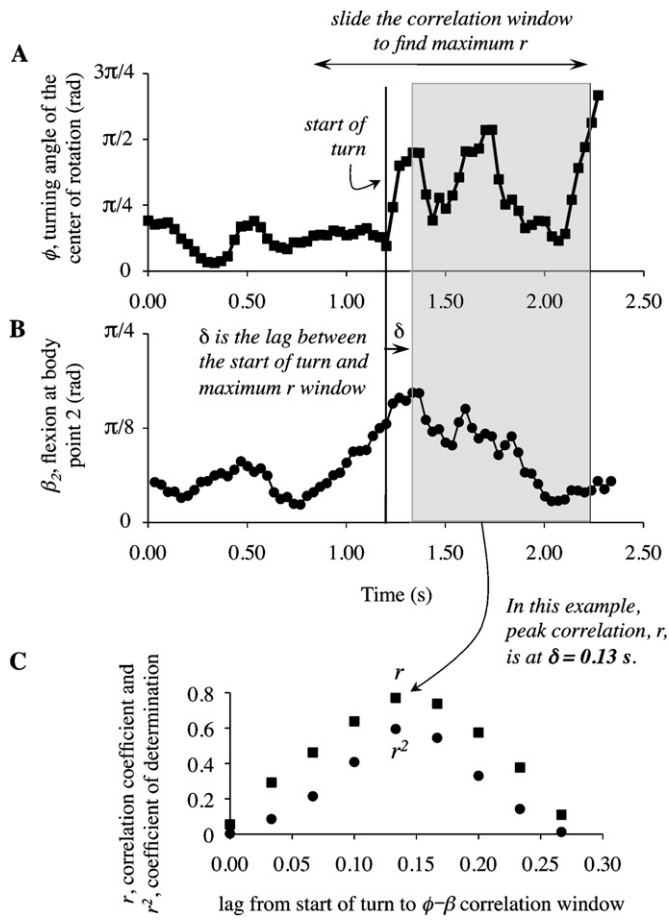 slide the correlation window
to find maximum r
A
ϕ, turning angle of the
center of rotation (rad)
3π/4
π/2
π/4
0
start of
turn
0.00 0.50 1.00 1.50 2.00 2.50
δ
B
β2, flexion at body
point 2 (rad)
π/4
π/8
0
δ is the lag between
the start of turn and
maximum r window
δ
0.00 0.50 1.00 1.50 2.00 2.50
Time (s)
In this example,
peak correlation, r,
is at δ = 0.13 s.
C
r, correlation coefficient and
r², coefficient of determination
0.8
0.6
0.4
0.2
0
r
r²
0.00 0.05 0.10 0.15 0.20 0.25 0.30
lag from start of turn to ϕ–β correlation window